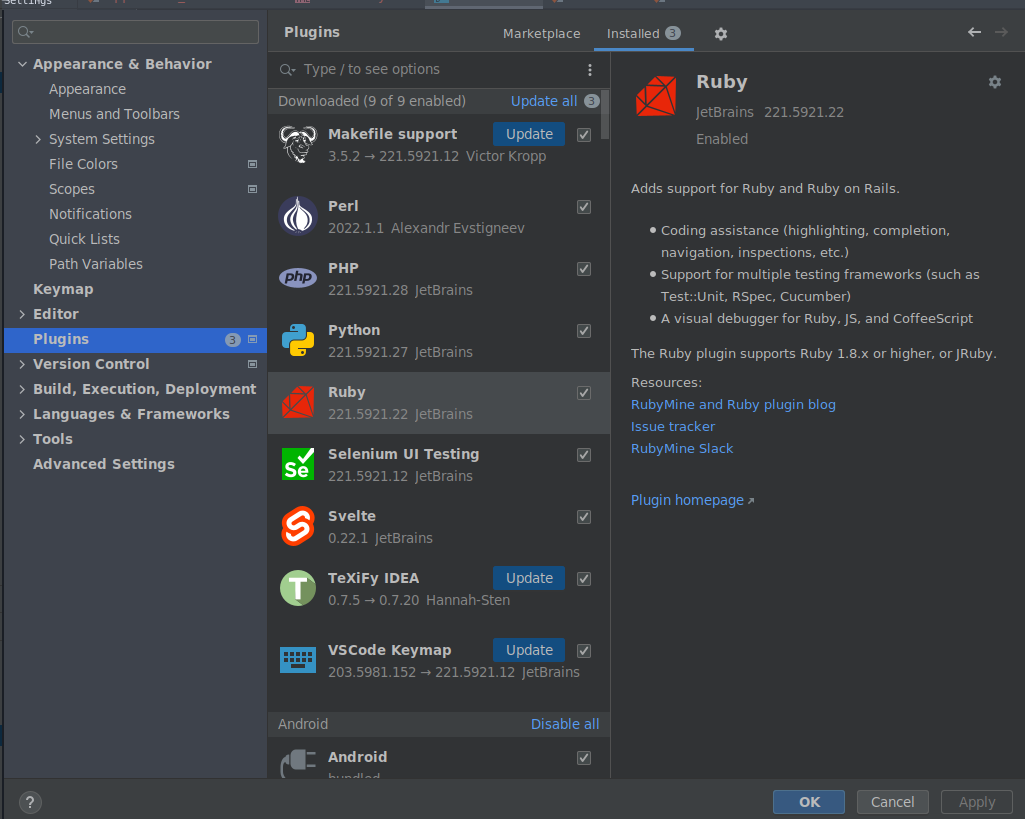 Settings
Plugins
Marketplace
Installed 3
Appearance & Behavior
Appearance
Menus and Toolbars
System Settings
File Colors
Scopes
Notifications
Quick Lists
Path Variables
Keymap
Editor
Plugins 3
Version Control
Build, Execution, Deployment
Languages & Frameworks
Tools
Advanced Settings
Type / to see options
Downloaded (9 of 9 enabled) Update all 3
Makefile support Update
3.5.2 → 221.5921.12 Victor Kropp
Perl
2022.1.1 Alexandr Evstigneev
php
PHP
221.5921.28 JetBrains
Python
221.5921.27 JetBrains
Ruby
221.5921.22 JetBrains
Se
Selenium UI Testing
221.5921.12 JetBrains
Svelte
0.22.1 JetBrains
T
TeXiFy IDEA Update
0.7.5 → 0.7.20 Hannah-Sten
VSCode Keymap Update
203.5981.152 → 221.5921.12 JetBrains
Android Disable all
Android
bundled
Ruby
JetBrains 221.5921.22
Enabled
Adds support for Ruby and Ruby on Rails.
• Coding assistance (highlighting, completion,
navigation, inspections, etc.)
• Support for multiple testing frameworks (such as
Test::Unit, RSpec, Cucumber)
• A visual debugger for Ruby, JS, and CoffeeScript
The Ruby plugin supports Ruby 1.8.x or higher, or JRuby.
Resources:
RubyMine and Ruby plugin blog
Issue tracker
RubyMine Slack
Plugin homepage ↗
?
OK
Cancel
Apply